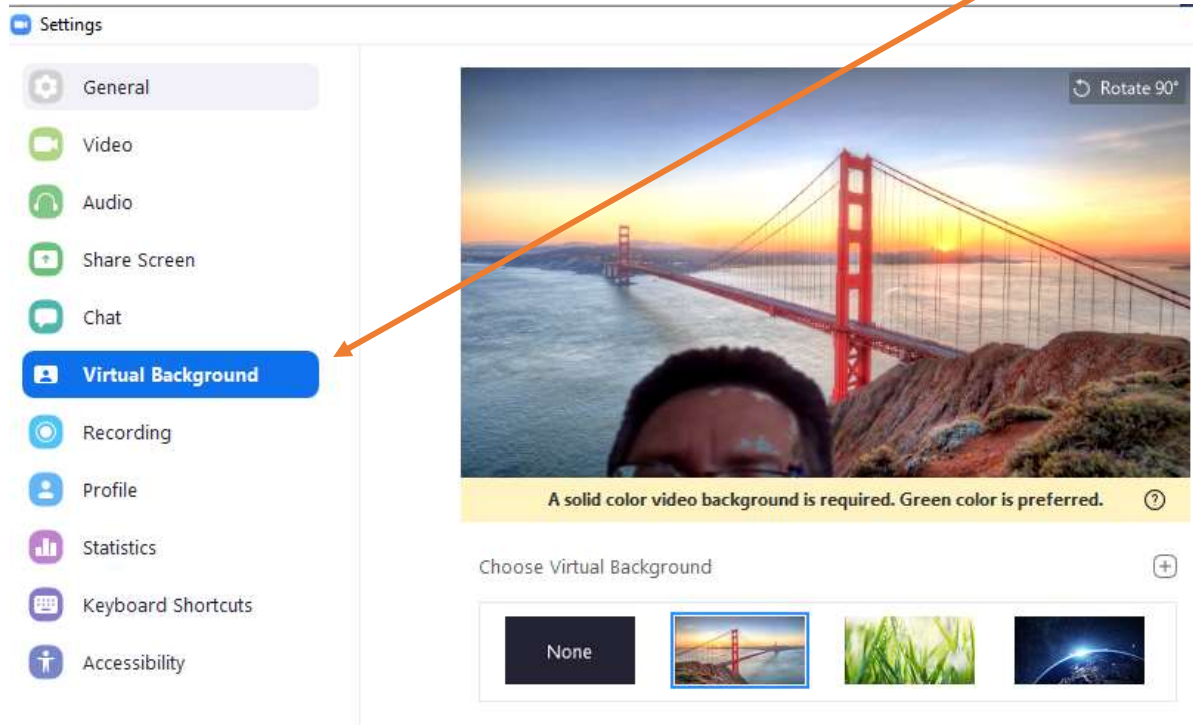 Settings
General
Video
Audio
Share Screen
Chat
Virtual Background
Recording
Profile
Statistics
Keyboard Shortcuts
Accessibility
Rotate 90°
A solid color video background is required. Green color is preferred.
Choose Virtual Background
None